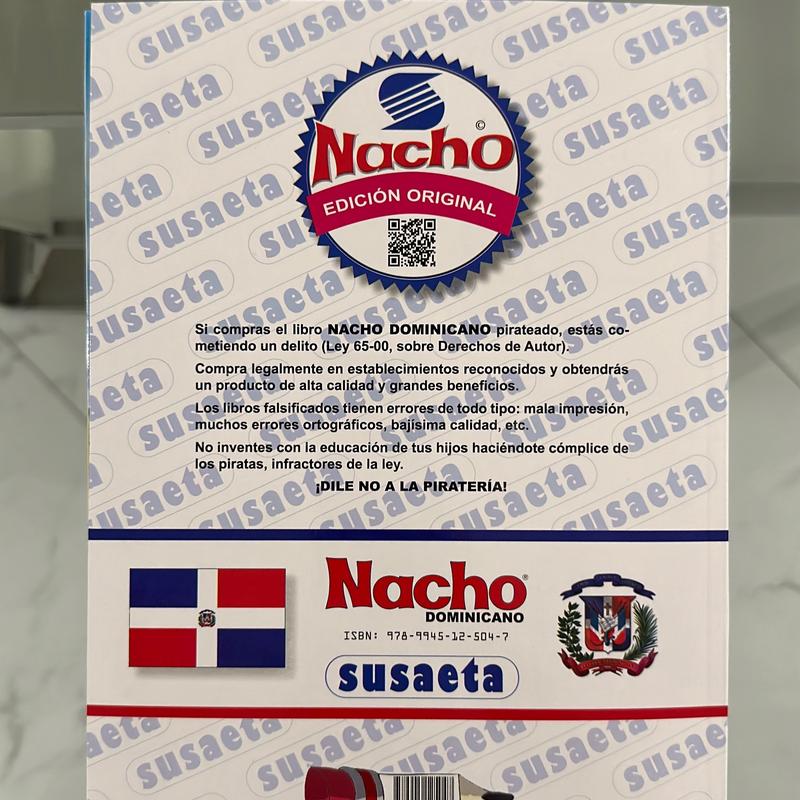 susaeta
Nacho ©
EDICIÓN ORIGINAL
Si compras el libro NACHO DOMINICANO pirateado, estás co-
metiendo un delito (Ley 65-00, sobre Derechos de Autor).
Compra legalmente en establecimientos reconocidos y obtendrás
un producto de alta calidad y grandes beneficios.
Los libros falsificados tienen errores de todo tipo: mala impresión,
muchos errores ortográficos, bajísima calidad, etc.
No inventes con la educación de tus hijos haciéndote cómplice de
los piratas, infractores de la ley.
¡DILE NO A LA PIRATERÍA!
Nacho®
DOMINICANO
ISBN: 978-9945-12-504-7
susaeta